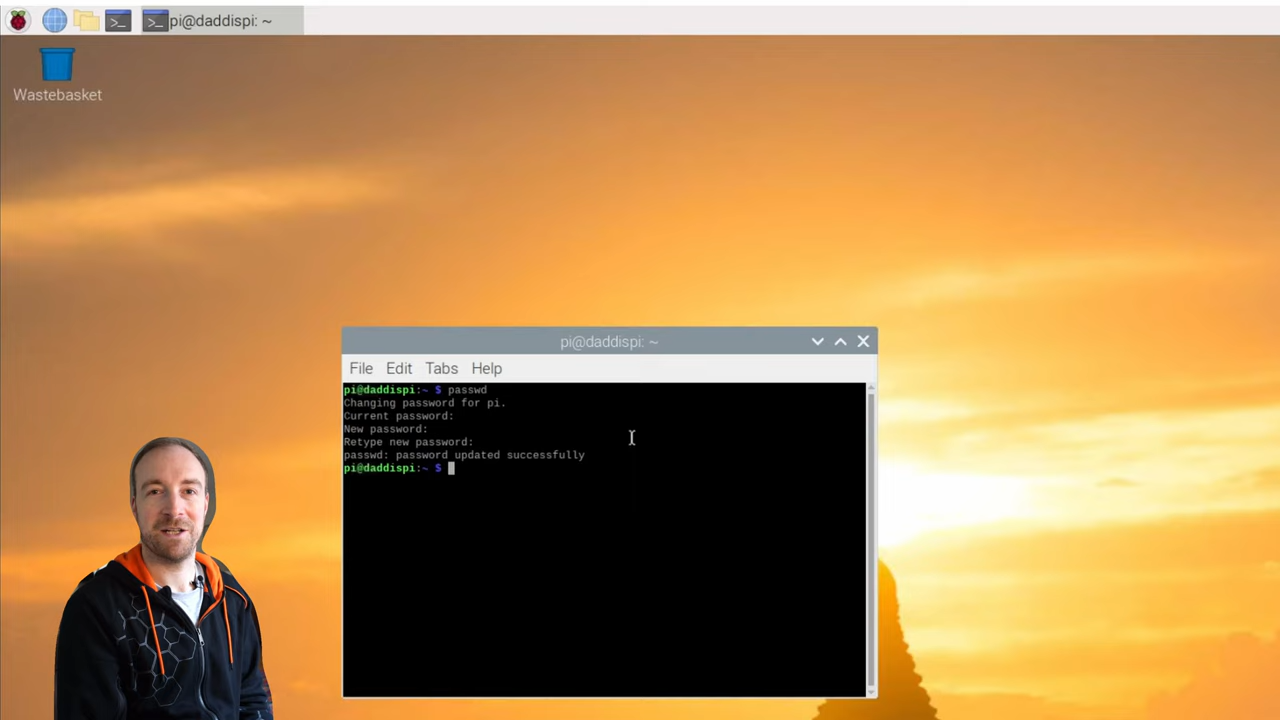 pi@daddispi: ~
Wastebasket
pi@daddispi: ~
File Edit Tabs Help
pi@daddispi:~ $ passwd
Changing password for pi.
Current password:
New password:
Retype new password:
passwd: password updated successfully
pi@daddispi:~ $